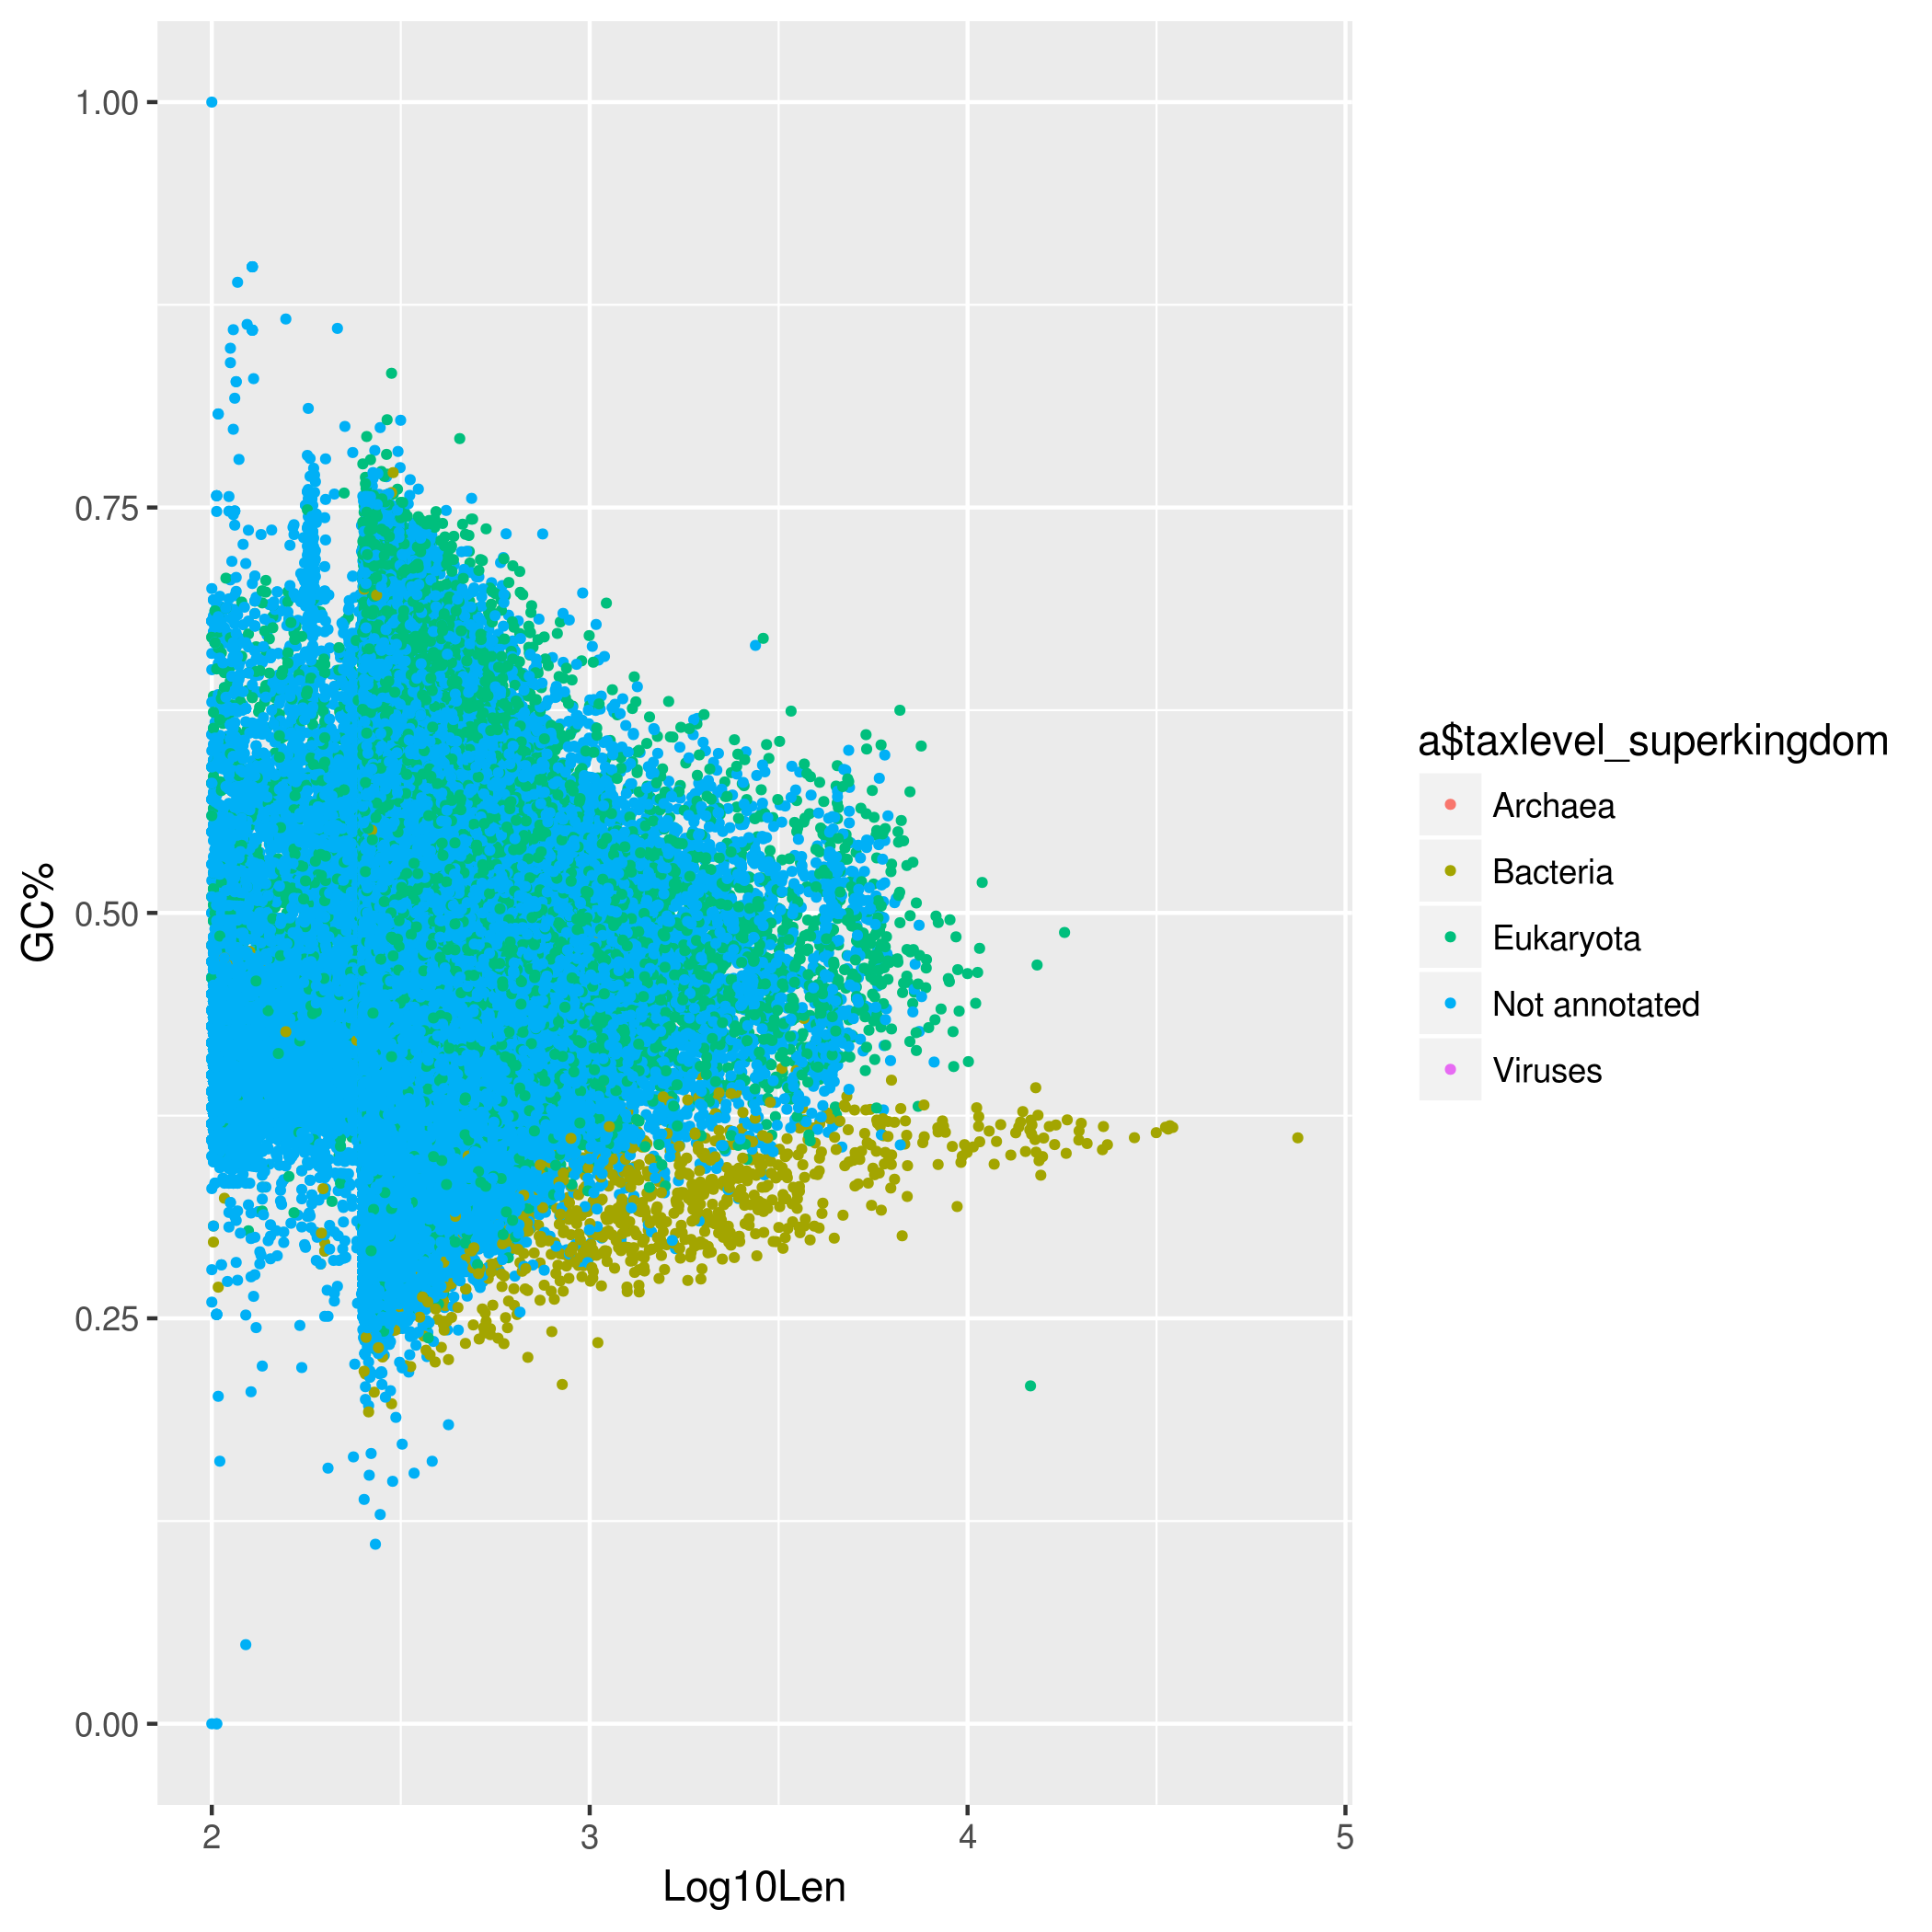 GC%
1.00
0.75
0.50
0.25
0.00
2
3
4
5
Log10Len
a$taxlevel_superkingdom
Archaea
Bacteria
Eukaryota
Not annotated
Viruses